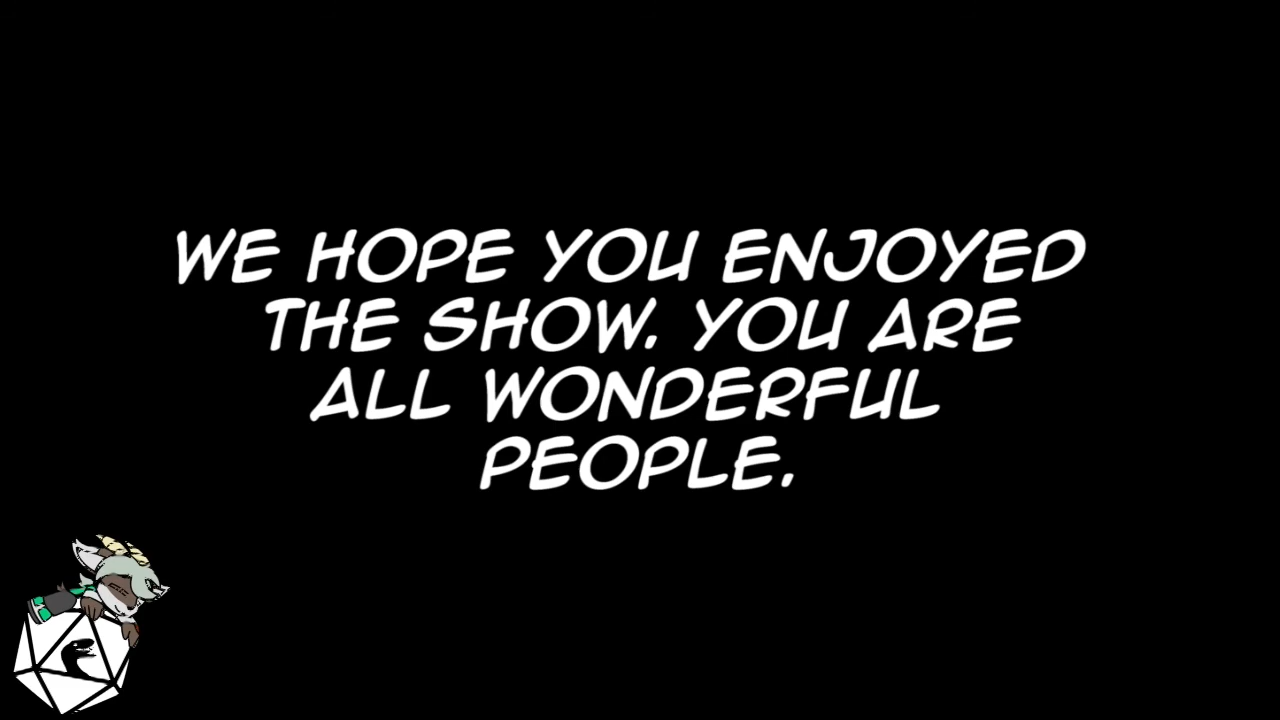 WE HOPE YOU ENJOYED
THE SHOW. YOU ARE
ALL WONDERFUL
PEOPLE.